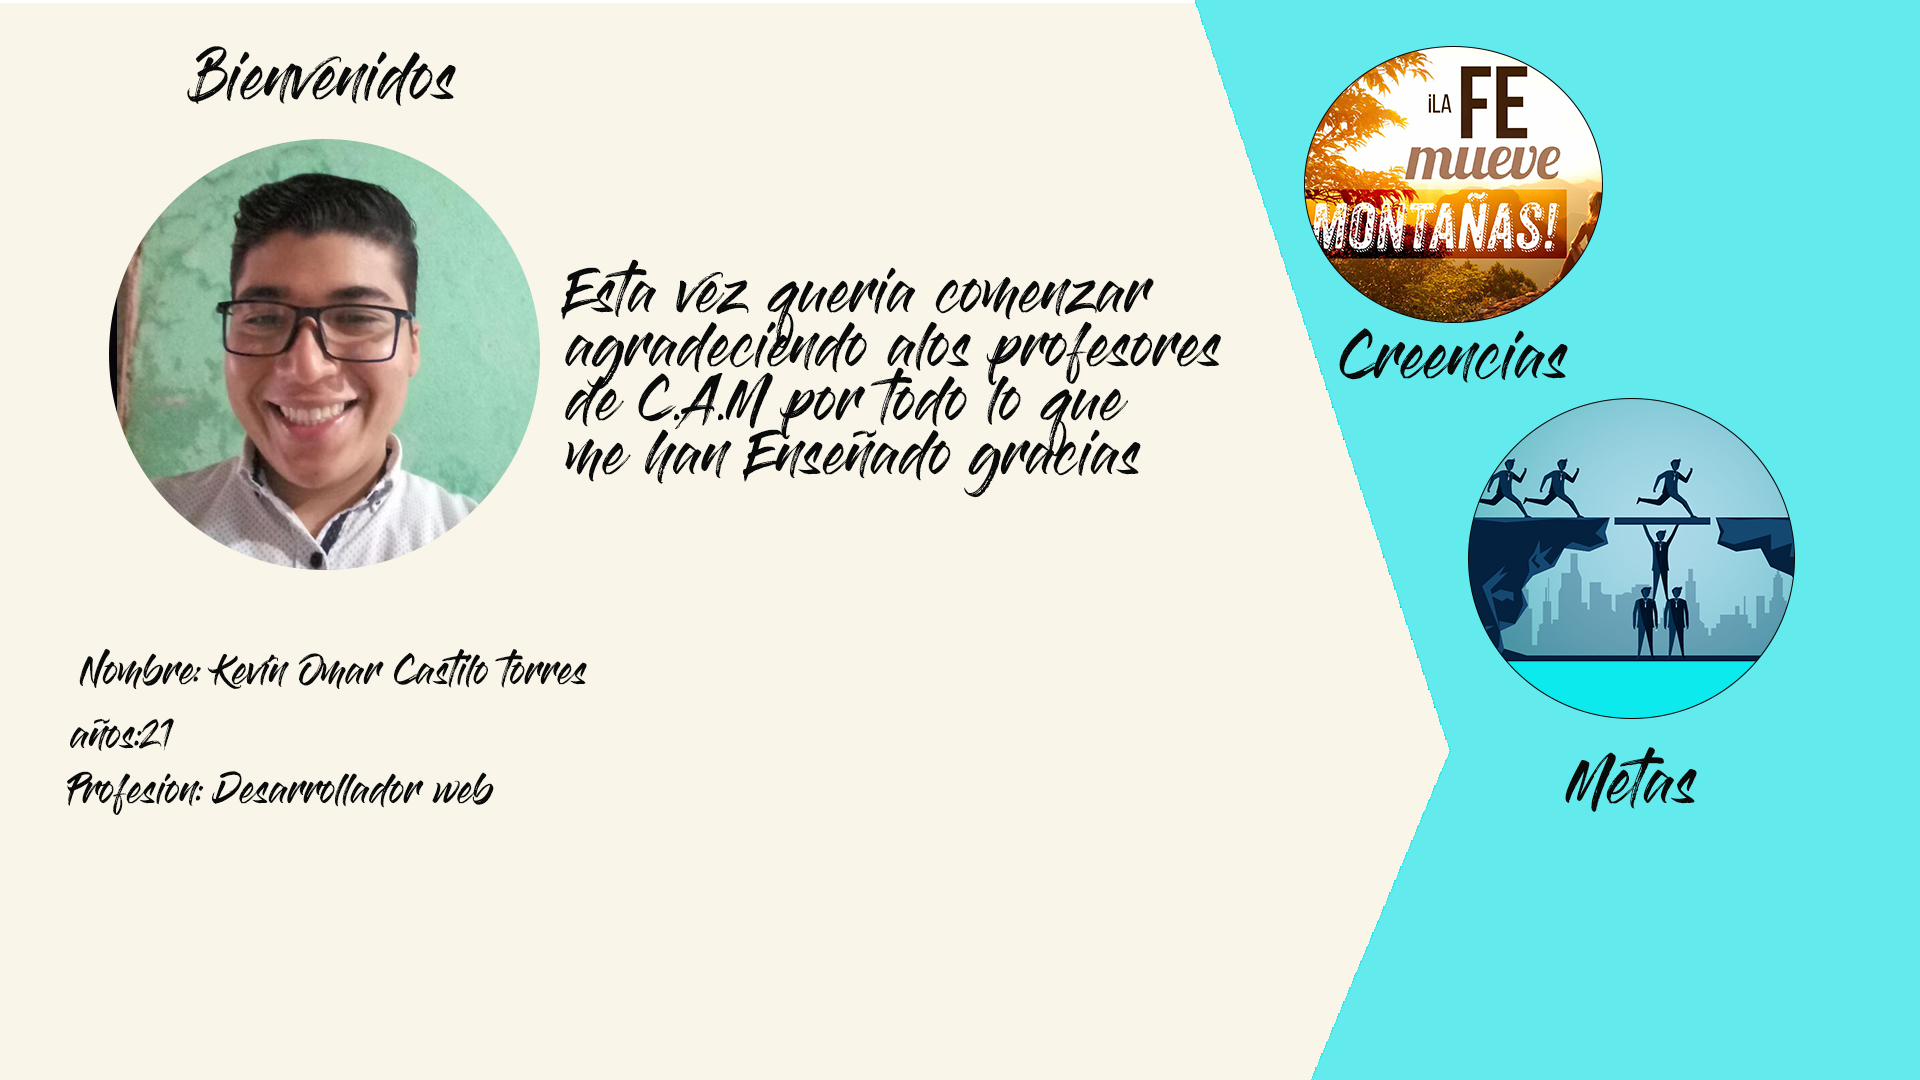 Bienvenidos
Esta vez queria comenzar
agradeciendo alos profesores
de C.A.M por todo lo que
me han Enseñado gracias
Nombre: Kevin Omar Castilo torres
años:21
Profesion: Desarrollador web
¡LA FE
mueve
MONTAÑAS!
Creencias
Metas